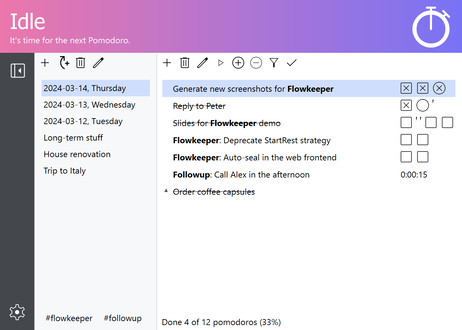 Idle
It's time for the next Pomodoro.
2024-03-14, Thursday
2024-03-13, Wednesday
2024-03-12, Tuesday
Long-term stuff
House renovation
Trip to Italy
#flowkeeper #followup
Generate new screenshots for Flowkeeper
Reply to Peter
Slides for Flowkeeper demo
Flowkeeper: Deprecate StartRest strategy
Flowkeeper: Auto-seal in the web frontend
Followup: Call Alex in the afternoon 0:00:15
Order coffee capsules
Done 4 of 12 pomodoros (33%)